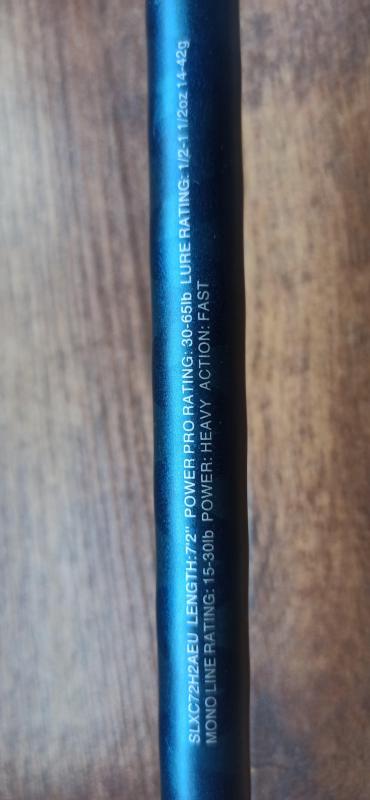 SLXC72H2AEU LENGTH:7'2" POWER PRO RATING: 30-65lb LURE RATING: 1/2-1 1/2oz 14-42g
MONO LINE RATING: 15-30lb POWER: HEAVY ACTION: FAST